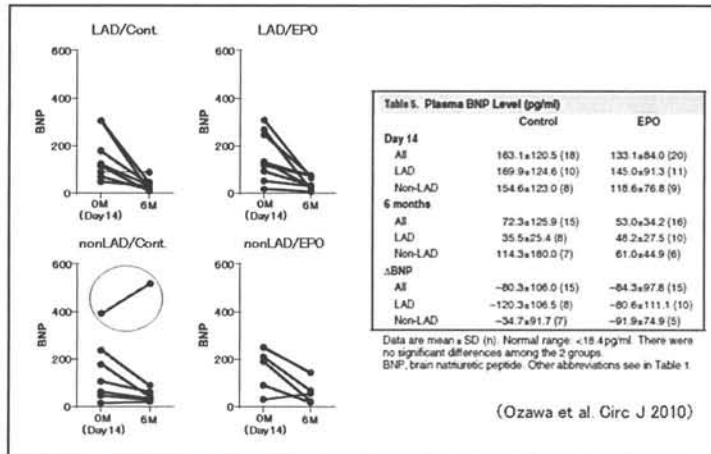 LAD/Cont.
600
400
200
0
BNP
0M
(Day14)
6M
LAD/EPO
600
400
200
0
BNP
0M
(Day14)
6M
nonLAD/Cont.
600
400
200
0
BNP
0M
(Day14)
6M
nonLAD/EPO
600
400
200
0
BNP
0M
(Day14)
6M
Table 5. Plasma BNP Level (pg/ml)
Control EPO
Day 14
All 163.1±120.5 (18) 133.1±84.0 (20)
LAD 169.9±124.6 (10) 145.0±91.3 (11)
Non-LAD 154.6±123.0 (8) 118.6±76.8 (9)
6 months
All 72.3±125.9 (15) 53.0±34.2 (16)
LAD 35.5±25.4 (8) 48.2±27.5 (10)
Non-LAD 114.3±180.0 (7) 61.0±44.9 (6)
ΔBNP
All −80.3±106.0 (15) −84.3±97.8 (15)
LAD −120.3±106.5 (8) −80.6±111.1 (10)
Non-LAD −34.7±91.7 (7) −91.9±74.9 (5)
Data are mean±SD (n). Normal range: <18.4 pg/ml. There were
no significant differences among the 2 groups.
BNP, brain natriuretic peptide. Other abbreviations see in Table 1.
(Ozawa et al. Circ J 2010)